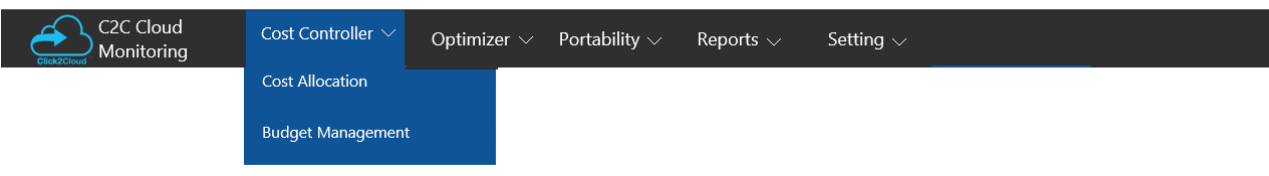 C2C Cloud
Monitoring
Click2Cloud
Cost Controller
Optimizer
Portability
Reports
Setting
Cost Allocation
Budget Management